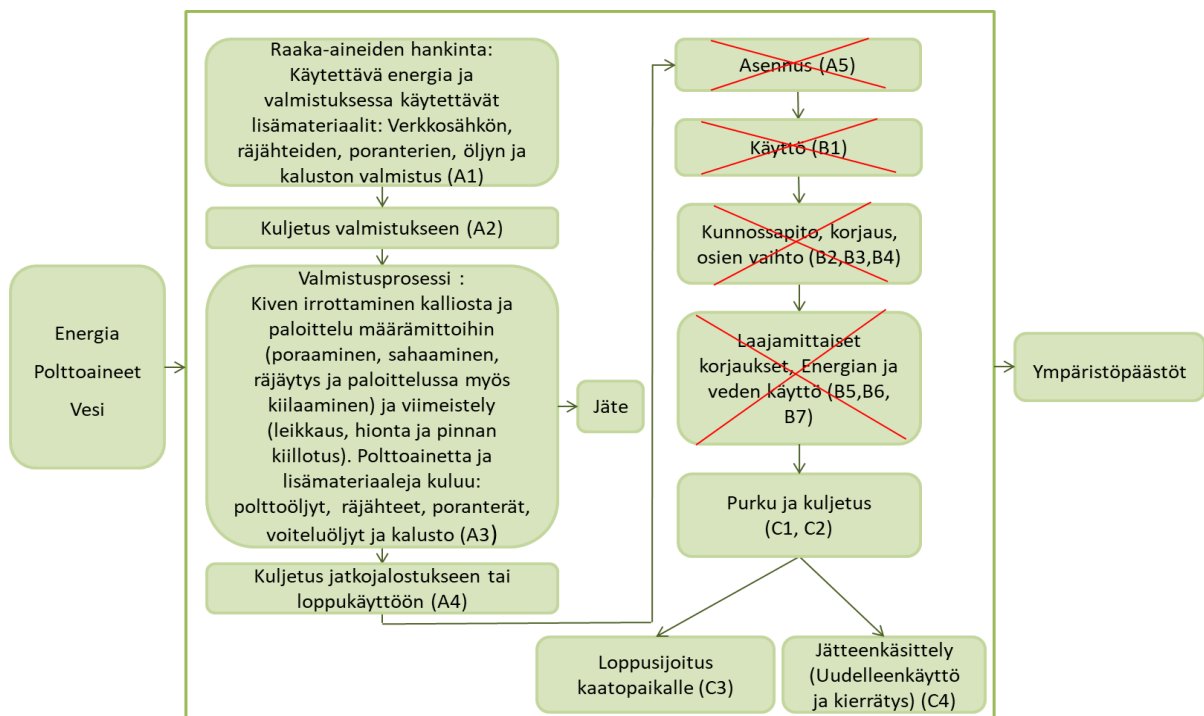 Energia
Polttoaineet
Vesi
Raaka-aineiden hankinta:
Käytettävä energia ja
valmistuksessa käytettävät
lisämateriaalit: Verkkosähkön,
räjähteiden, poranterien, öljyn ja
kaluston valmistus (A1)
Kuljetus valmistukseen (A2)
Valmistusprosessi :
Kiven irrottaminen kalliosta ja
paloittelu määrämittoihin
(poraaminen, sahaaminen,
räjäytys ja paloittelussa myös
kiilaaminen) ja viimeistely
(leikkaus, hionta ja pinnan
kiillotus). Polttoainetta ja
lisämateriaaleja kuluu:
polttoöljyt, räjähteet, poranterät,
voiteluöljyt ja kalusto (A3)
Jäte
Kuljetus jatkojalostukseen tai
loppukäyttöön (A4)
Asennus (A5)
Käyttö (B1)
Kunnossapito, korjaus,
osien vaihto (B2,B3,B4)
Laajamittaiset
korjaukset, Energian ja
veden käyttö (B5,B6,
B7)
Purku ja kuljetus
(C1, C2)
Loppusijoitus
kaatopaikalle (C3)
Jätteenkäsittely
(Uudelleenkäyttö
ja kierrätys) (C4)
Ympäristöpäästöt